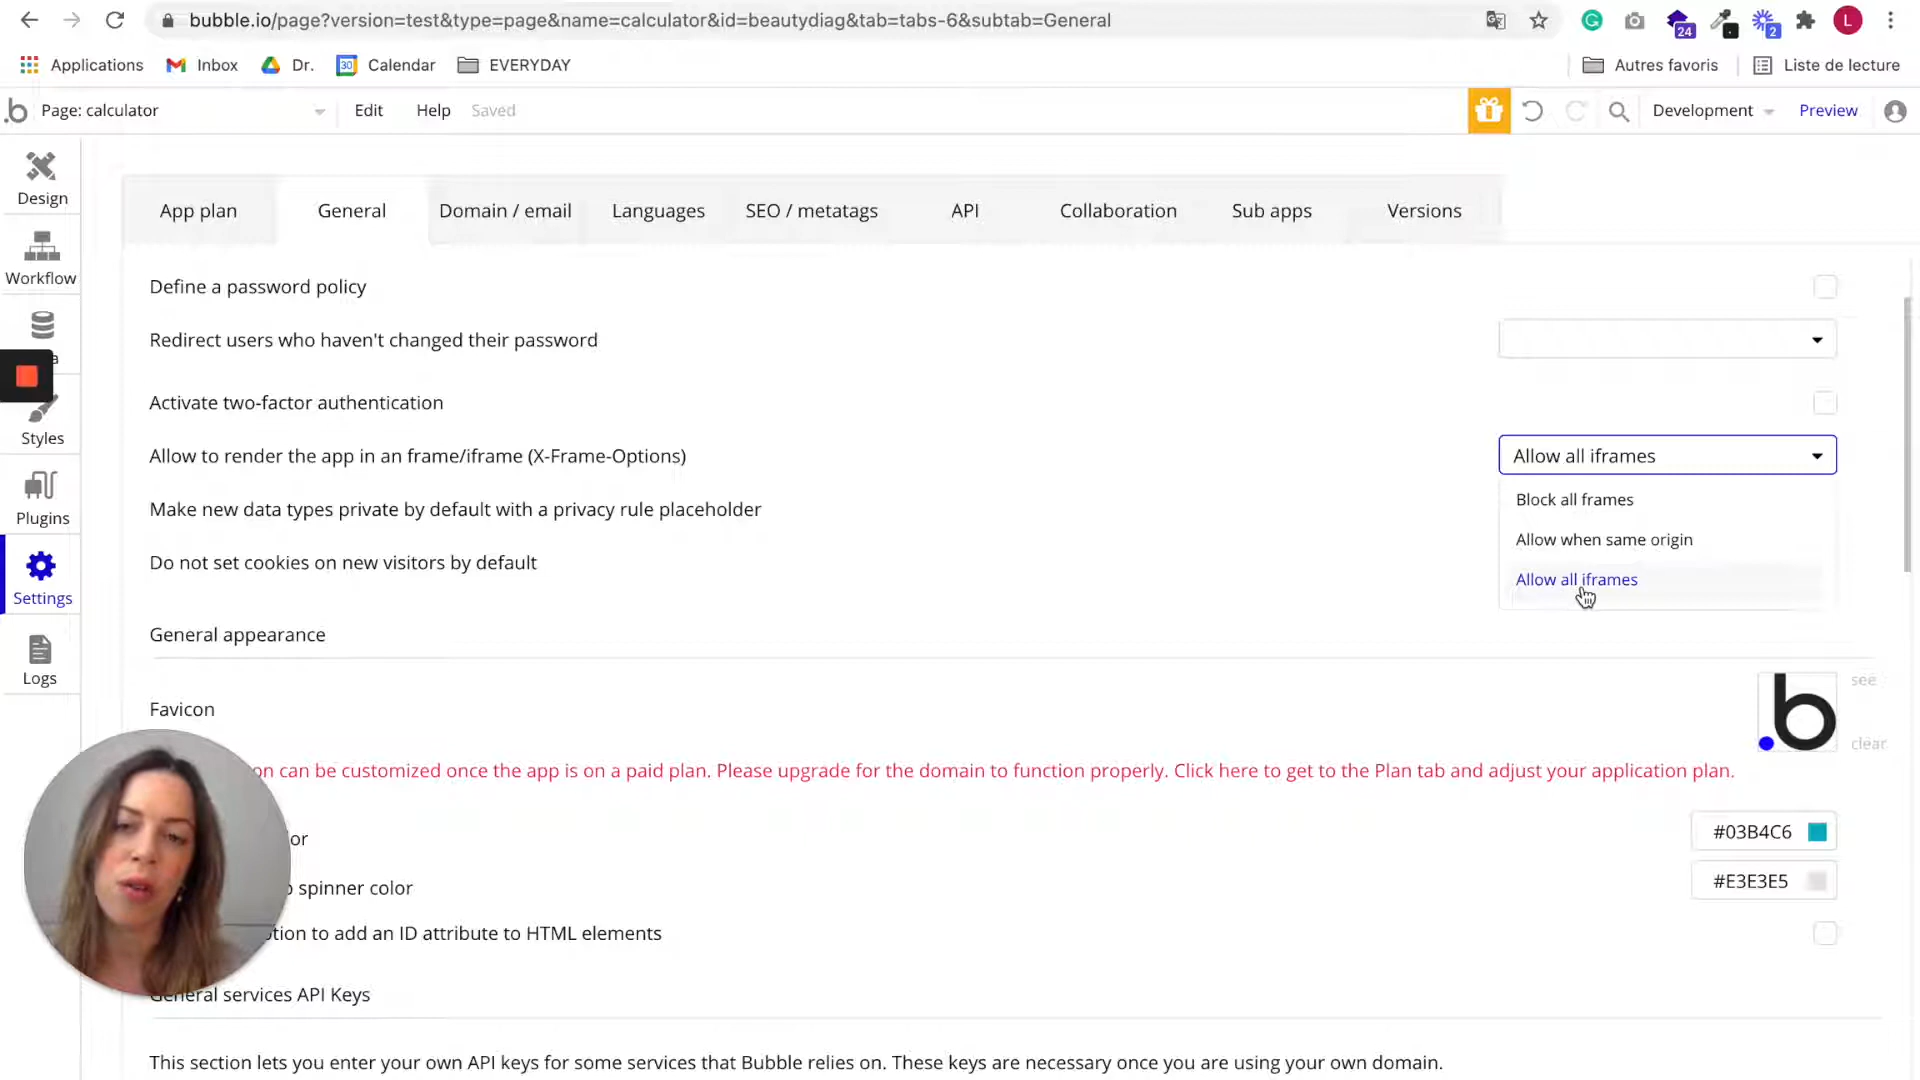 bubble.io/page?version=test&type=page&name=calculator&id=beautydiag&tab=tabs-6&subtab=General
24
2
L
Applications
Inbox
Dr.
30
Calendar
EVERYDAY
Autres favoris
Liste de lecture
Page: calculator
Edit
Help
Saved
Development
Preview
Design
Workflow
Styles
Plugins
Settings
Logs
App plan
General
Domain / email
Languages
SEO / metatags
API
Collaboration
Sub apps
Versions
Define a password policy
Redirect users who haven't changed their password
Activate two-factor authentication
Allow to render the app in an frame/iframe (X-Frame-Options)
Allow all iframes
Block all frames
Allow when same origin
Allow all iframes
Make new data types private by default with a privacy rule placeholder
Do not set cookies on new visitors by default
General appearance
Favicon
see
clear
can be customized once the app is on a paid plan. Please upgrade for the domain to function properly. Click here to get to the Plan tab and adjust your application plan.
#03B4C6
spinner color
#E3E3E5
to add an ID attribute to HTML elements
General services API Keys
This section lets you enter your own API keys for some services that Bubble relies on. These keys are necessary once you are using your own domain.